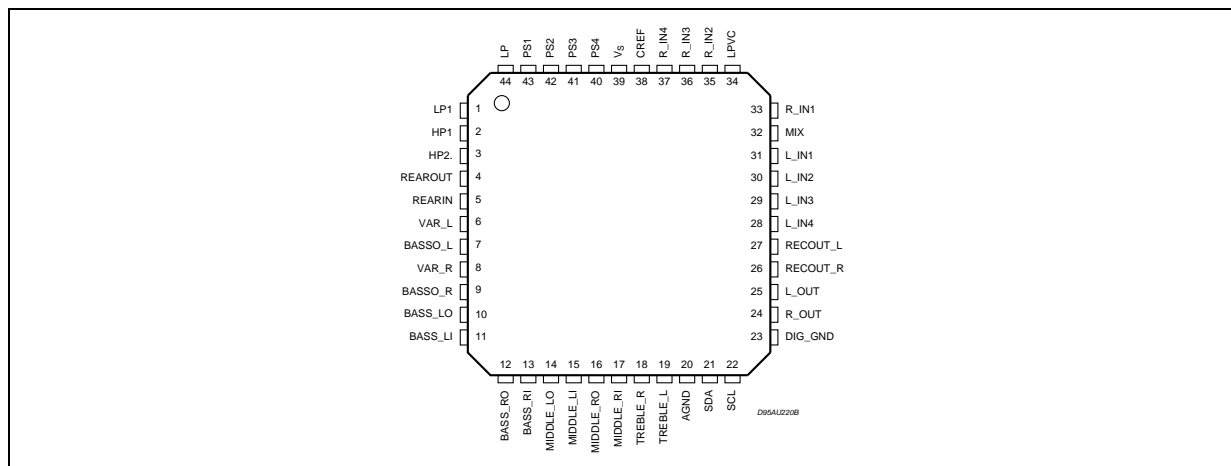 LP
PS1
PS2
PS3
PS4
VS
CREF
R_IN4
R_IN3
R_IN2
LPVC
44 43 42 41 40 39 38 37 36 35 34
LP1 1
HP1 2
HP2. 3
REAROUT 4
REARIN 5
VAR_L 6
BASSO_L 7
VAR_R 8
BASSO_R 9
BASS_LO 10
BASS_LI 11
33 R_IN1
32 MIX
31 L_IN1
30 L_IN2
29 L_IN3
28 L_IN4
27 RECOUT_L
26 RECOUT_R
25 L_OUT
24 R_OUT
23 DIG_GND
12 13 14 15 16 17 18 19 20 21 22
BASS_RO
BASS_RI
MIDDLE_LO
MIDDLE_LI
MIDDLE_RO
MIDDLE_RI
TREBLE_R
TREBLE_L
AGND
SDA
SCL
D95AU220B